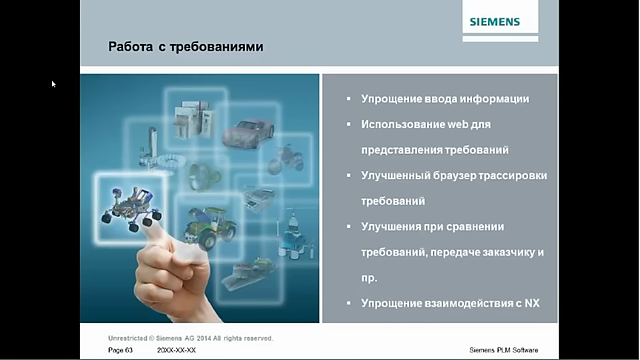 SIEMENS
Работа с требованиями
▪ Упрощение ввода информации
▪ Использование web для
представления требований
▪ Улучшенный браузер трассировки
требований
▪ Улучшения при сравнении
требований, передаче заказчику и
пр.
▪ Упрощение взаимодействия с NX
Unrestricted © Siemens AG 2014 All rights reserved.
Page 63 20XX-XX-XX Siemens PLM Software